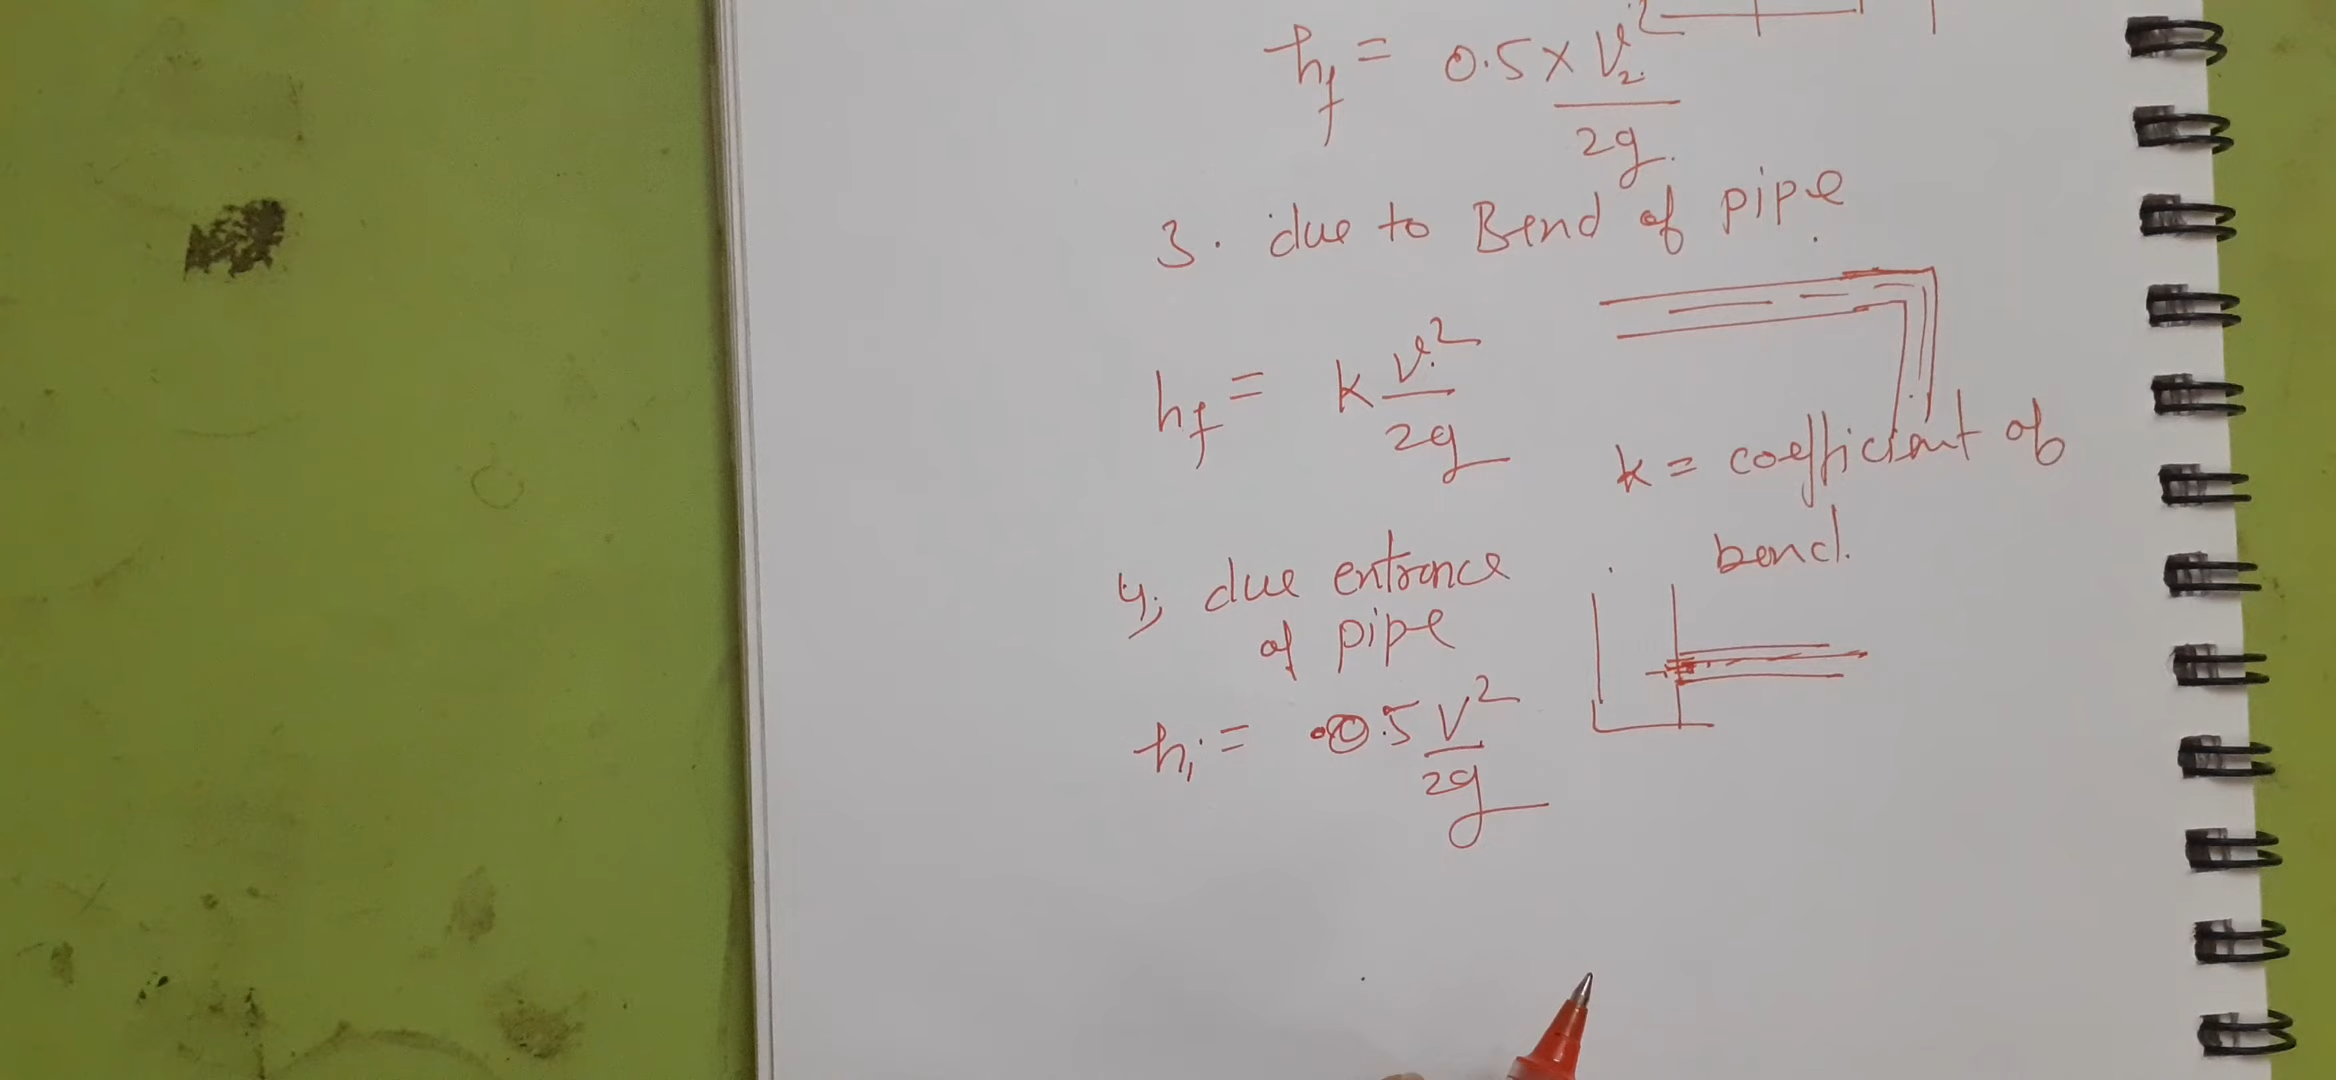 hf = 0.5 × V₂²/2g
3. due to Bend of pipe
hf = k V²/2g
k = coefficient of
bend.
4, due entrance
of pipe
hi = 0.5 V²/2g